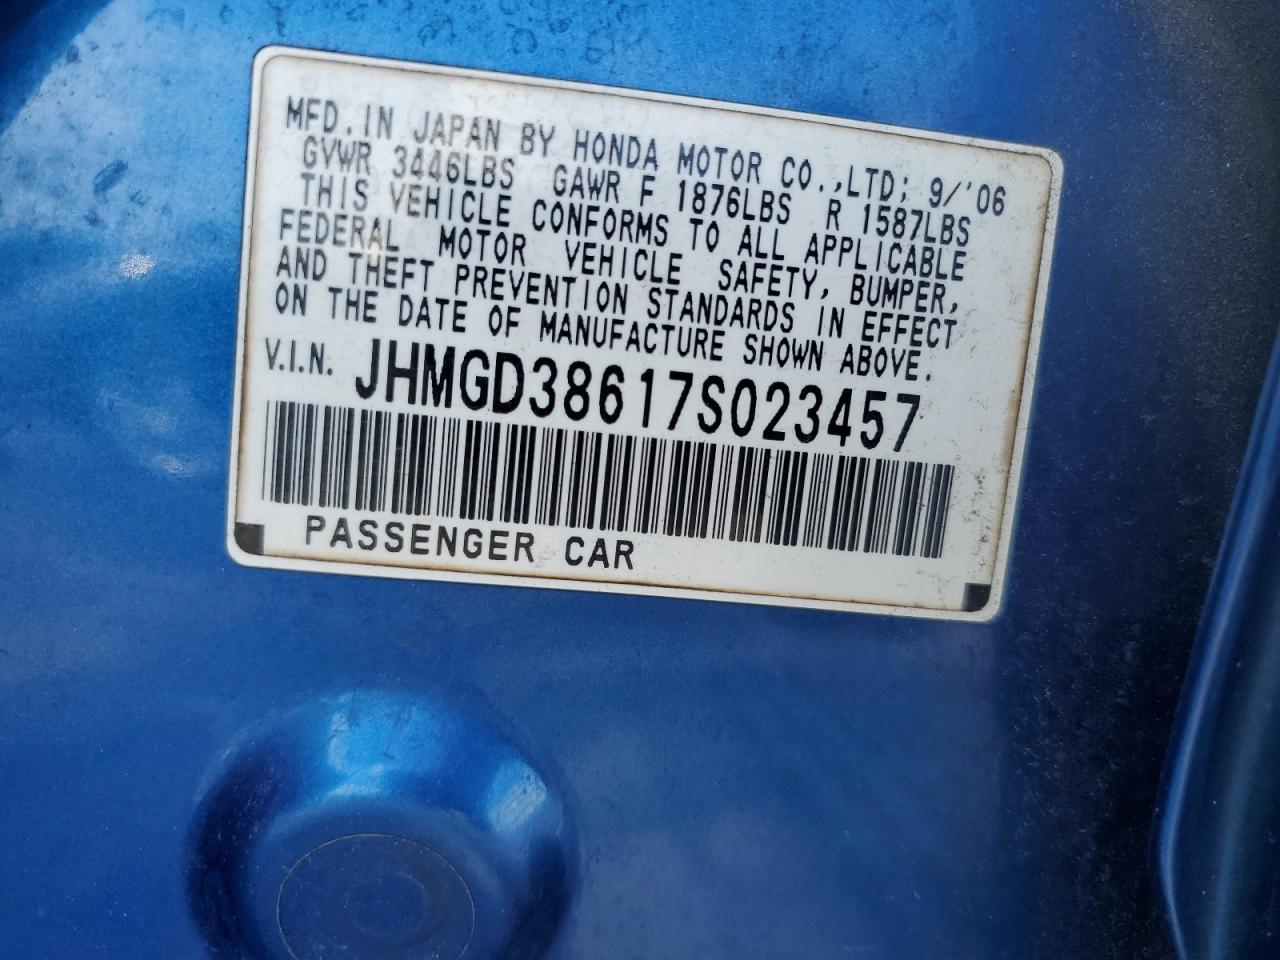 MFD. IN JAPAN BY HONDA MOTOR CO.,LTD; 9/'06
GVWR 3446LBS GAWR F 1876LBS R 1587LBS
THIS VEHICLE CONFORMS TO ALL APPLICABLE
FEDERAL MOTOR VEHICLE SAFETY, BUMPER,
AND THEFT PREVENTION STANDARDS IN EFFECT
ON THE DATE OF MANUFACTURE SHOWN ABOVE.
V.I.N. JHMGD38617S023457
PASSENGER CAR